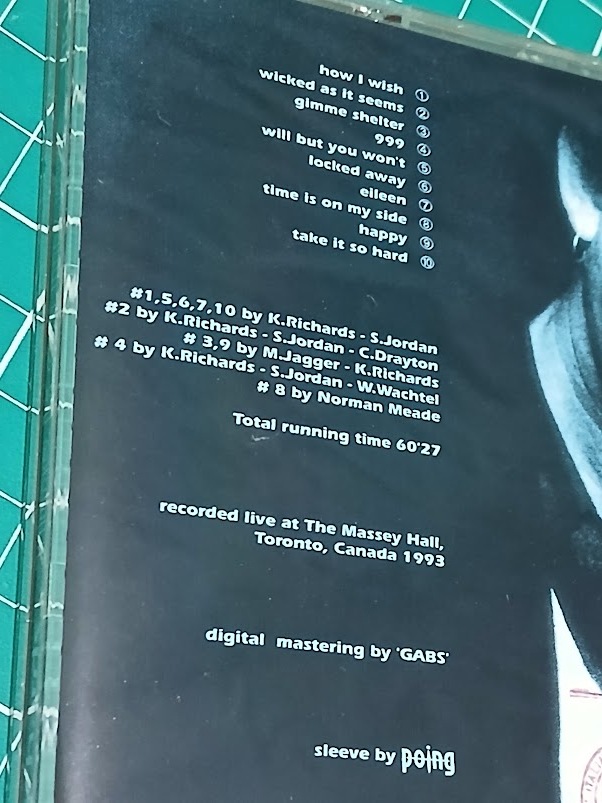 how I wish ①
wicked as it seems ②
gimme shelter ③
999 ④
will but you won't ⑤
locked away ⑥
eileen ⑦
time is on my side ⑧
happy ⑨
take it so hard ⑩
#1,5,6,7,10 by K.Richards - S.Jordan
#2 by K.Richards - S.Jordan - C.Drayton
# 3,9 by M.Jagger - K.Richards
# 4 by K.Richards - S.Jordan - W.Wachtel
# 8 by Norman Meade
Total running time 60'27
recorded live at The Massey Hall,
Toronto, Canada 1993
digital mastering by 'GABS'
sleeve by poing